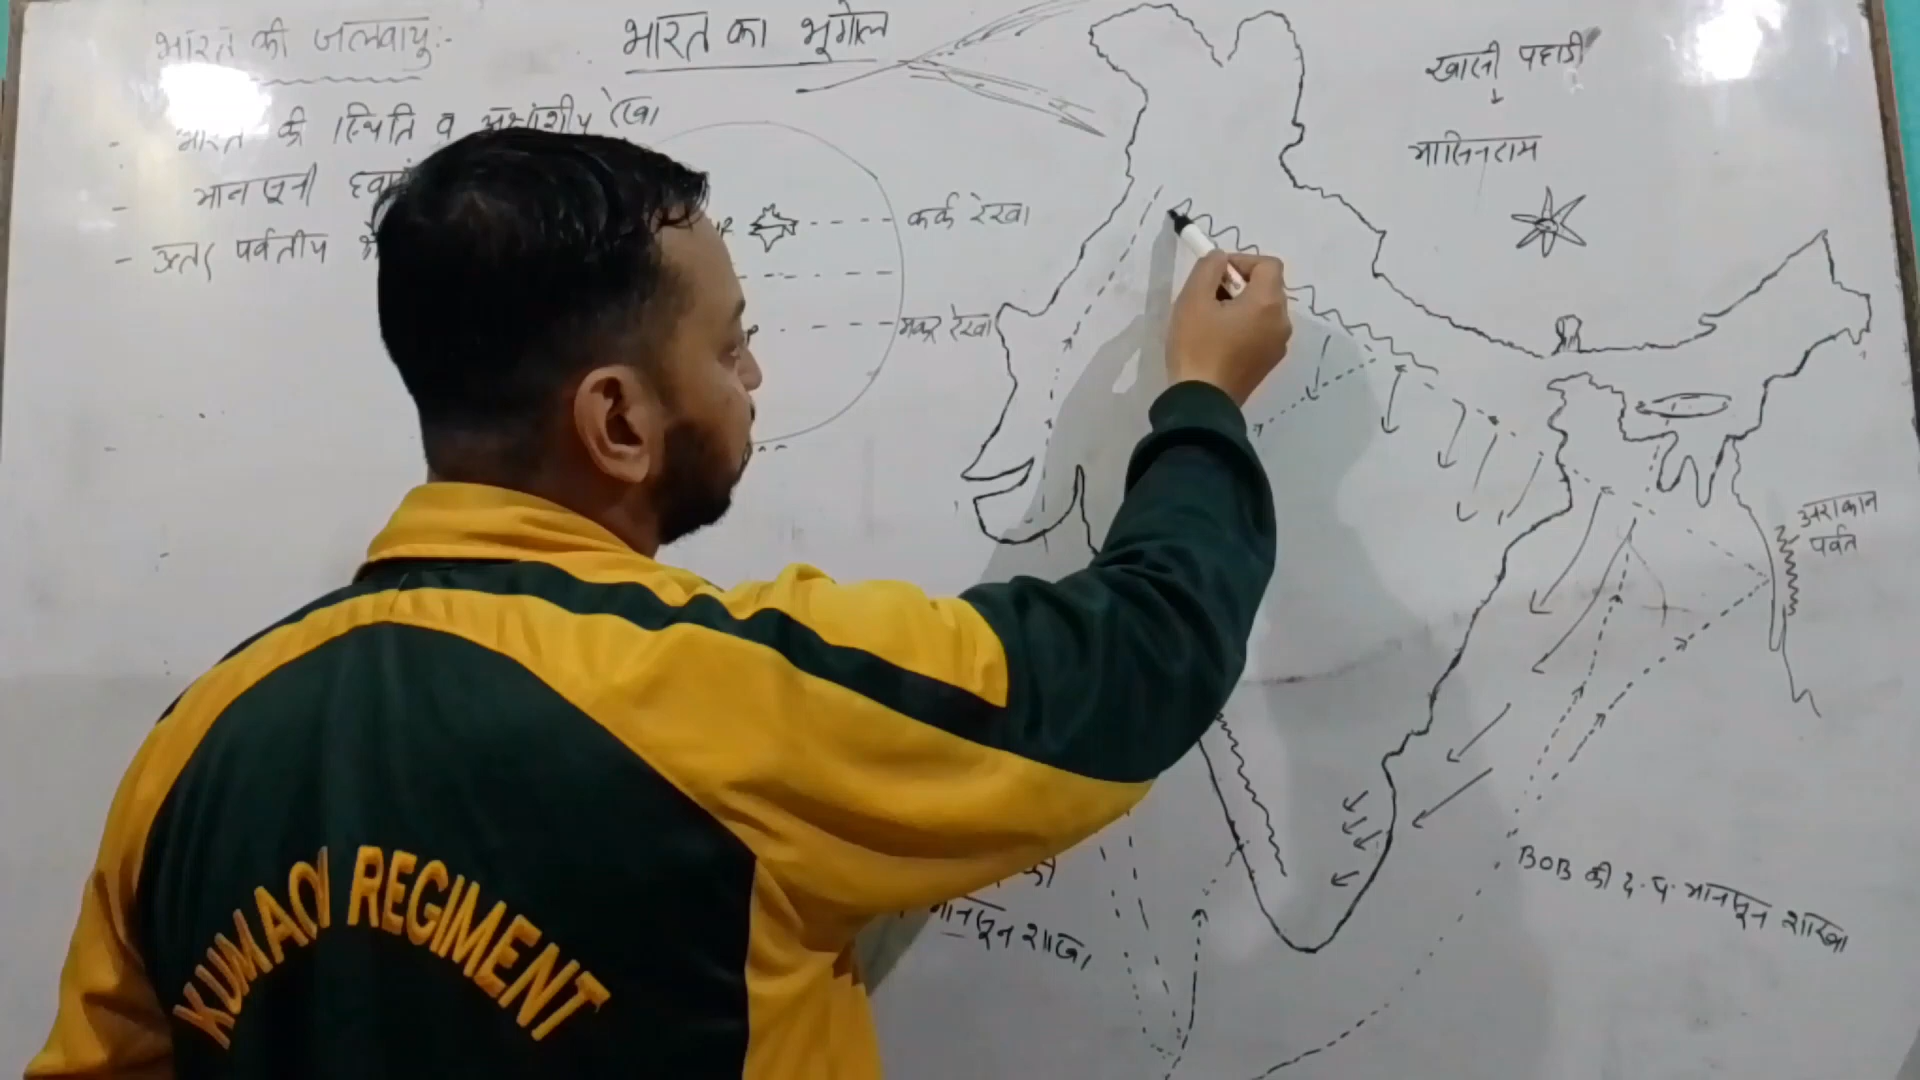 भारत की जलवायु:-
भारत का भूगोल
- भारत की स्थिति व अक्षांशीय रेखा
- मानसूनी हवाएं
- उत्तर पर्वतीय
कर्क रेखा
मकर रेखा
खासी पहाडी
मासिनराम
अराकान
पर्वत
BOB की द. प. मानसून शाखा
मानसून शाखा
KUMAON REGIMENT